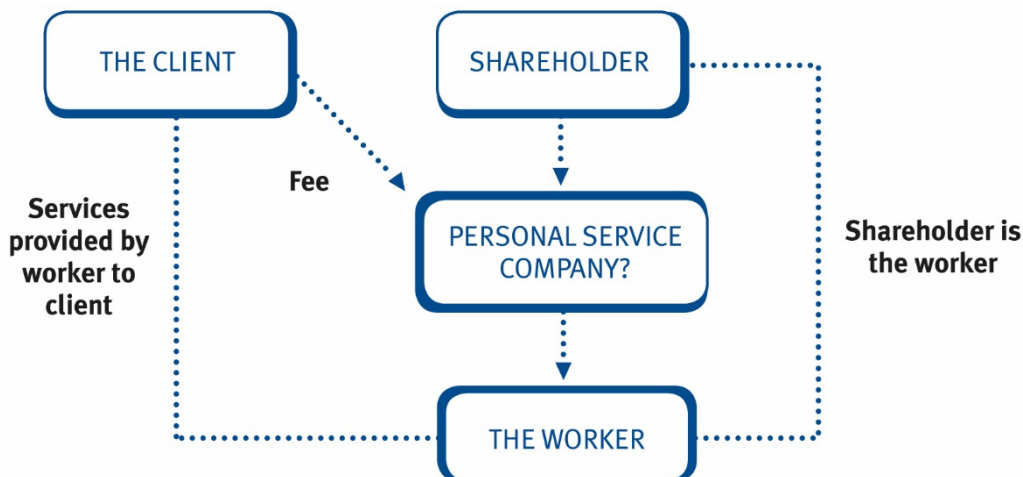 THE CLIENT
SHAREHOLDER
Fee
Services
provided by
worker to
client
PERSONAL SERVICE
COMPANY?
Shareholder is
the worker
THE WORKER